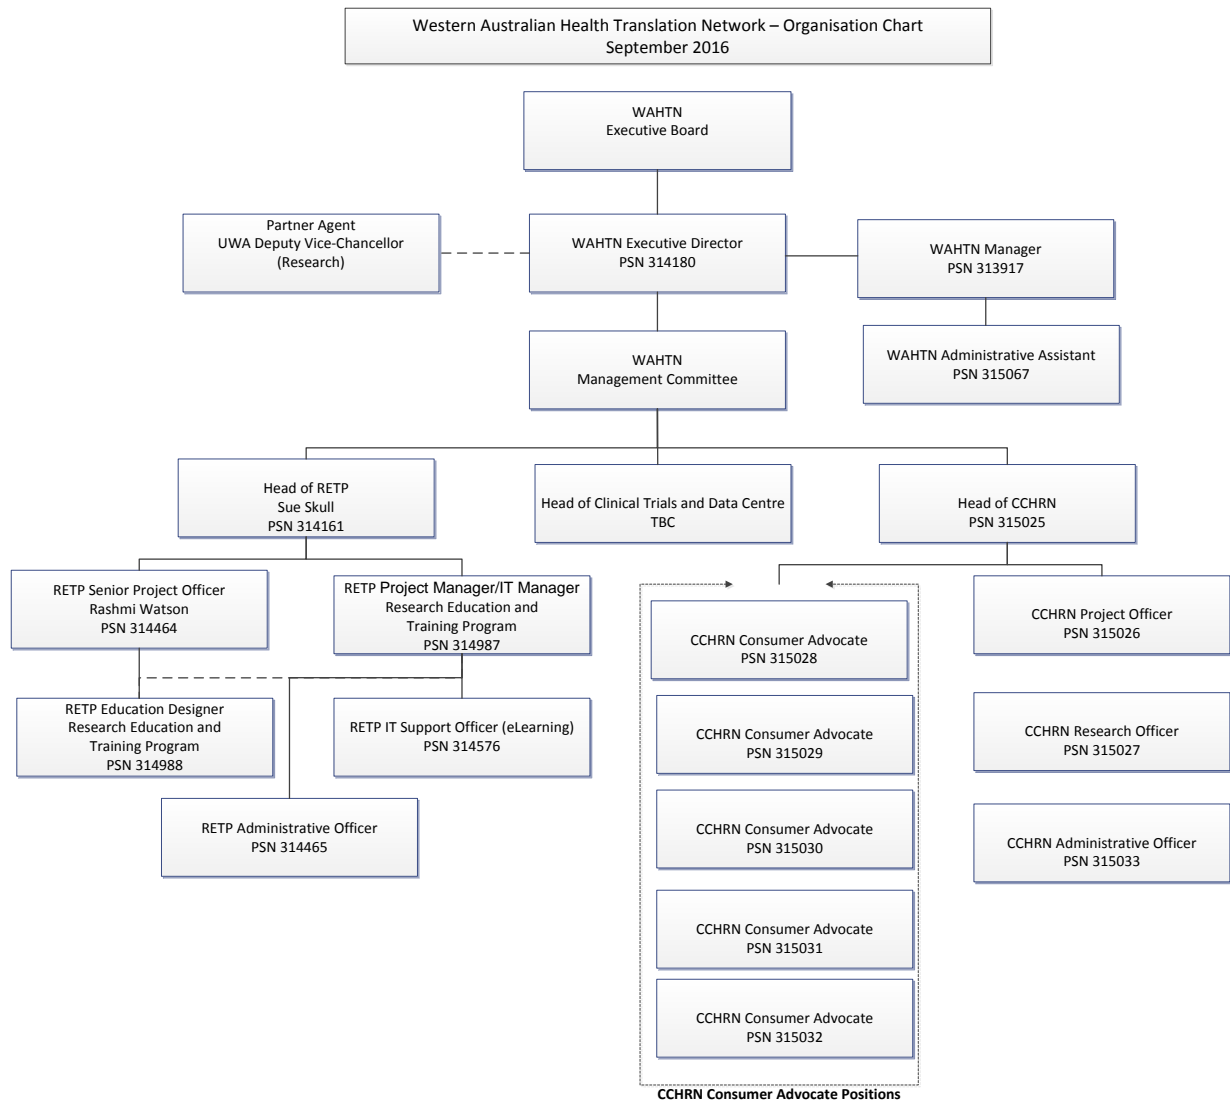 Western Australian Health Translation Network – Organisation Chart
September 2016
WAHTN
Executive Board
Partner Agent
UWA Deputy Vice-Chancellor
(Research)
WAHTN Executive Director
PSN 314180
WAHTN Manager
PSN 313917
WAHTN Administrative Assistant
PSN 315067
WAHTN
Management Committee
Head of RETP
Sue Skull
PSN 314161
Head of Clinical Trials and Data Centre
TBC
Head of CCHRN
PSN 315025
RETP Senior Project Officer
Rashmi Watson
PSN 314464
RETP Project Manager/IT Manager
Research Education and
Training Program
PSN 314987
CCHRN Consumer Advocate
PSN 315028
CCHRN Project Officer
PSN 315026
RETP Education Designer
Research Education and
Training Program
PSN 314988
RETP IT Support Officer (eLearning)
PSN 314576
CCHRN Consumer Advocate
PSN 315029
CCHRN Research Officer
PSN 315027
RETP Administrative Officer
PSN 314465
CCHRN Consumer Advocate
PSN 315030
CCHRN Administrative Officer
PSN 315033
CCHRN Consumer Advocate
PSN 315031
CCHRN Consumer Advocate
PSN 315032
CCHRN Consumer Advocate Positions